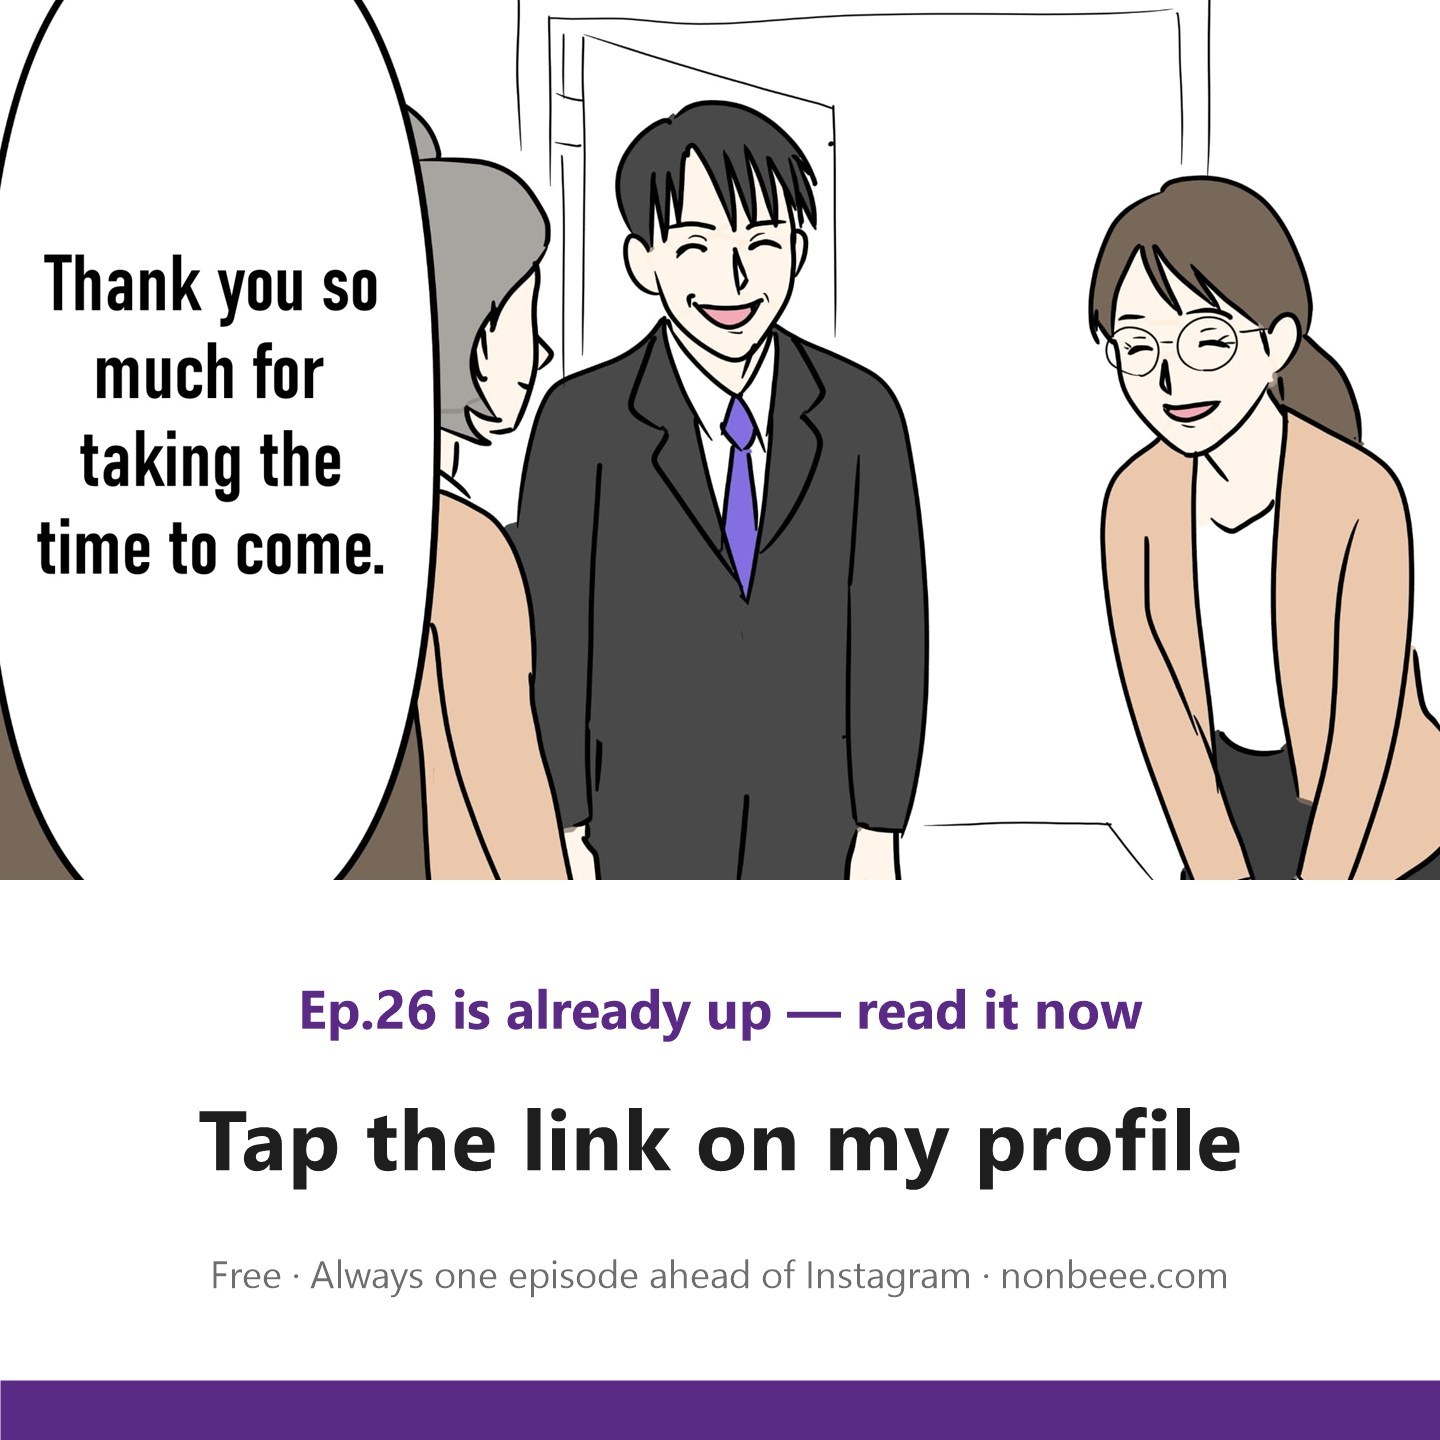 Thank you so
much for
taking the
time to come.
Ep.26 is already up — read it now
Tap the link on my profile
Free · Always one episode ahead of Instagram · nonbeee.com